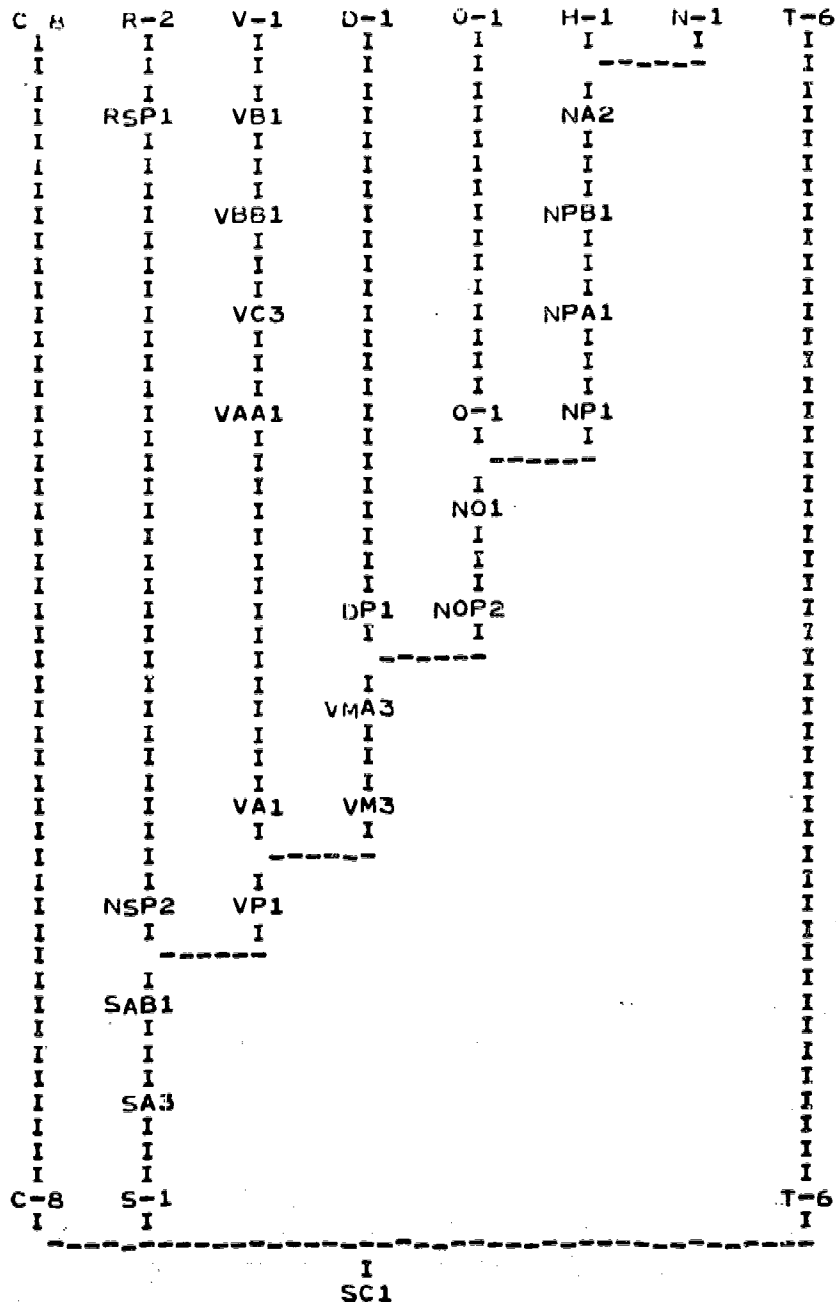 C-8 R-2 V-1 D-1 O-1 H-1 N-1 T-6
RSP1 VB1 NA2
VBB1 NPB1
VC3 NPA1
VAA1 O-1 NP1
NO1
DP1 NOP2
VMA3
VA1 VM3
NSP2 VP1
SAB1
SA3
C-8 S-1 T-6
SC1